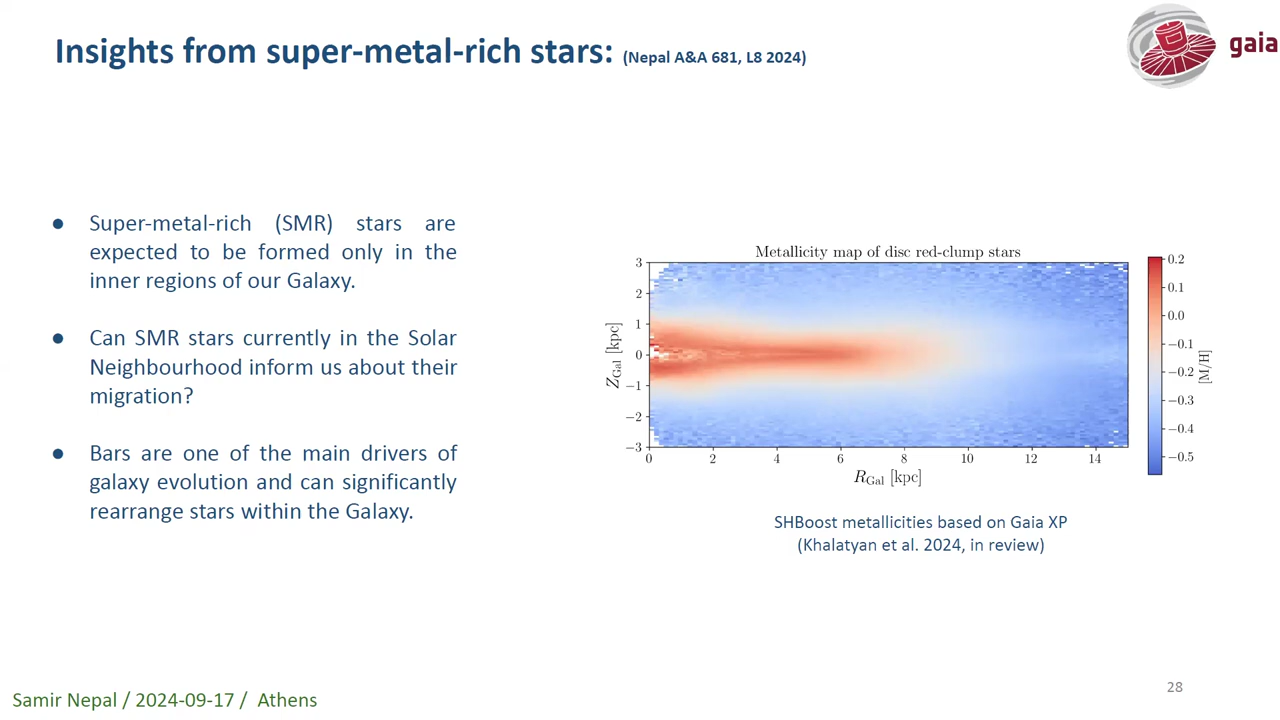 Insights from super-metal-rich stars: (Nepal A&A 681, L8 2024)
gaia
● Super-metal-rich (SMR) stars are
expected to be formed only in the
inner regions of our Galaxy.
● Can SMR stars currently in the Solar
Neighbourhood inform us about their
migration?
● Bars are one of the main drivers of
galaxy evolution and can significantly
rearrange stars within the Galaxy.
Metallicity map of disc red-clump stars
3
2
1
0
−1
−2
−3
Z_Gal [kpc]
0 2 4 6 8 10 12 14
R_Gal [kpc]
0.2
0.1
0.0
−0.1
−0.2
−0.3
−0.4
−0.5
[M/H]
SHBoost metallicities based on Gaia XP
(Khalatyan et al. 2024, in review)
Samir Nepal / 2024-09-17 / Athens
28